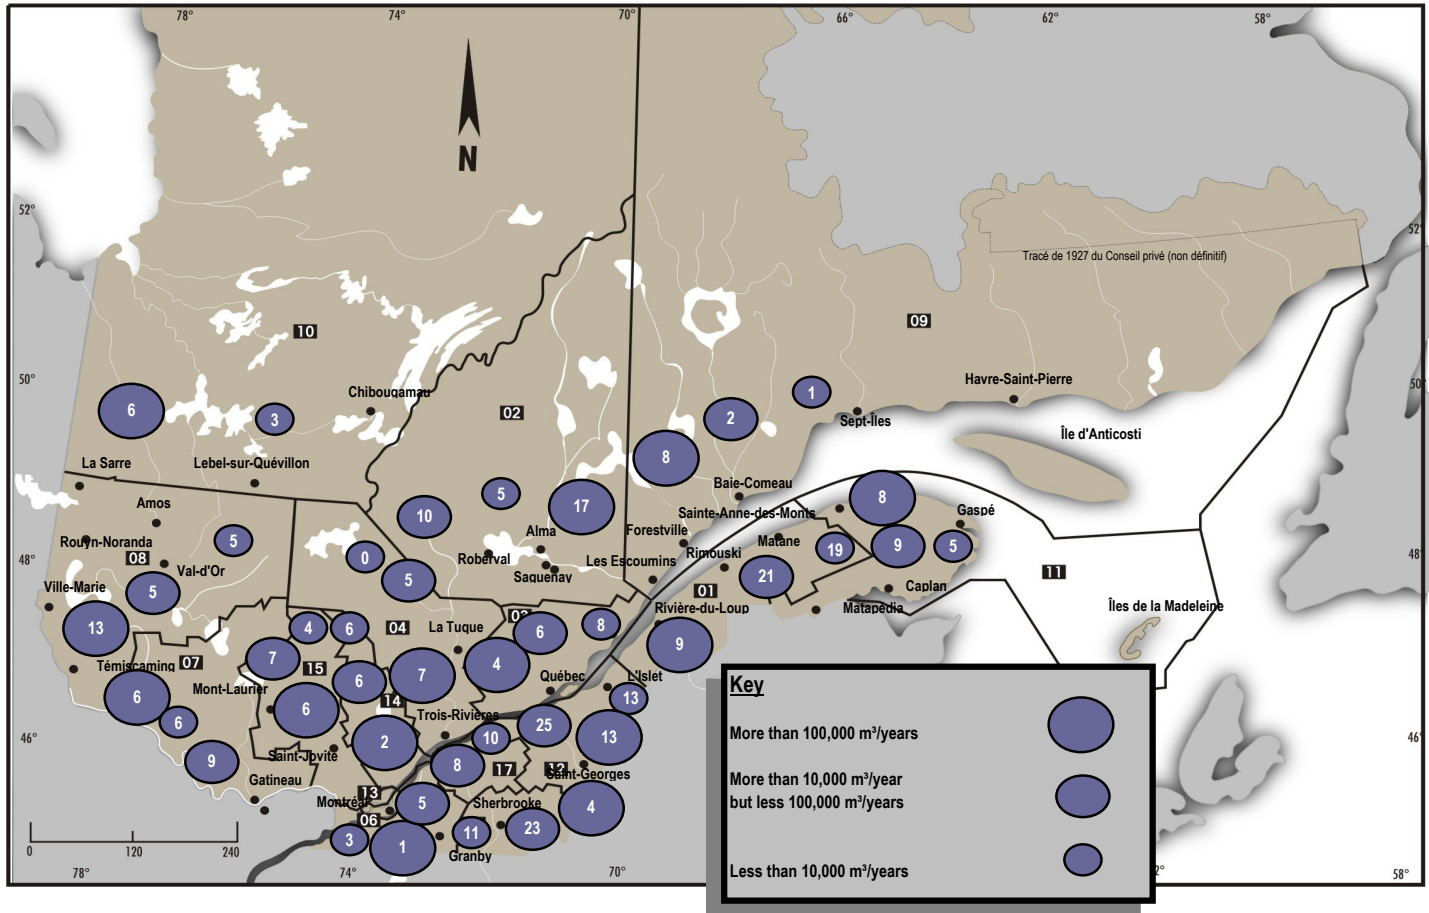 78°
74°
70°
66°
62°
58°
N
52°
52°
Tracé de 1927 du Conseil privé (non définitif)
10
09
50°
50°
Havre-Saint-Pierre
Chibougamau
1
6
3
02
2
Sept-Îles
Île d'Anticosti
8
La Sarre
Lebel-sur-Quévillon
Baie-Comeau
5
17
8
Amos
10
Sainte-Anne-des-Monts
Gaspé
Alma
Forestville
Matane
Rouyn-Noranda
5
0
Roberval
Rimouski
19
9
5
48°
48°
08
Val-d'Or
Saguenay
Les Escoumins
11
Ville-Marie
5
5
01
21
Caplan
Matapédia
Îles de la Madeleine
Rivière-du-Loup
13
4
6
04
La Tuque
03
6
8
9
Témiscaming
07
7
15
7
4
Mont-Laurier
6
Québec
L'Islet
6
6
14
13
6
Trois-Rivières
25
46°
46°
2
10
13
Saint-Jovite
9
8
17
12
Saint-Georges
Gatineau
13
Montréal
5
Sherbrooke
4
06
3
1
11
23
Granby
0
120
240
78°
74°
70°
58°
Key
More than 100,000 m³/years
More than 10,000 m³/year
but less 100,000 m³/years
Less than 10,000 m³/years